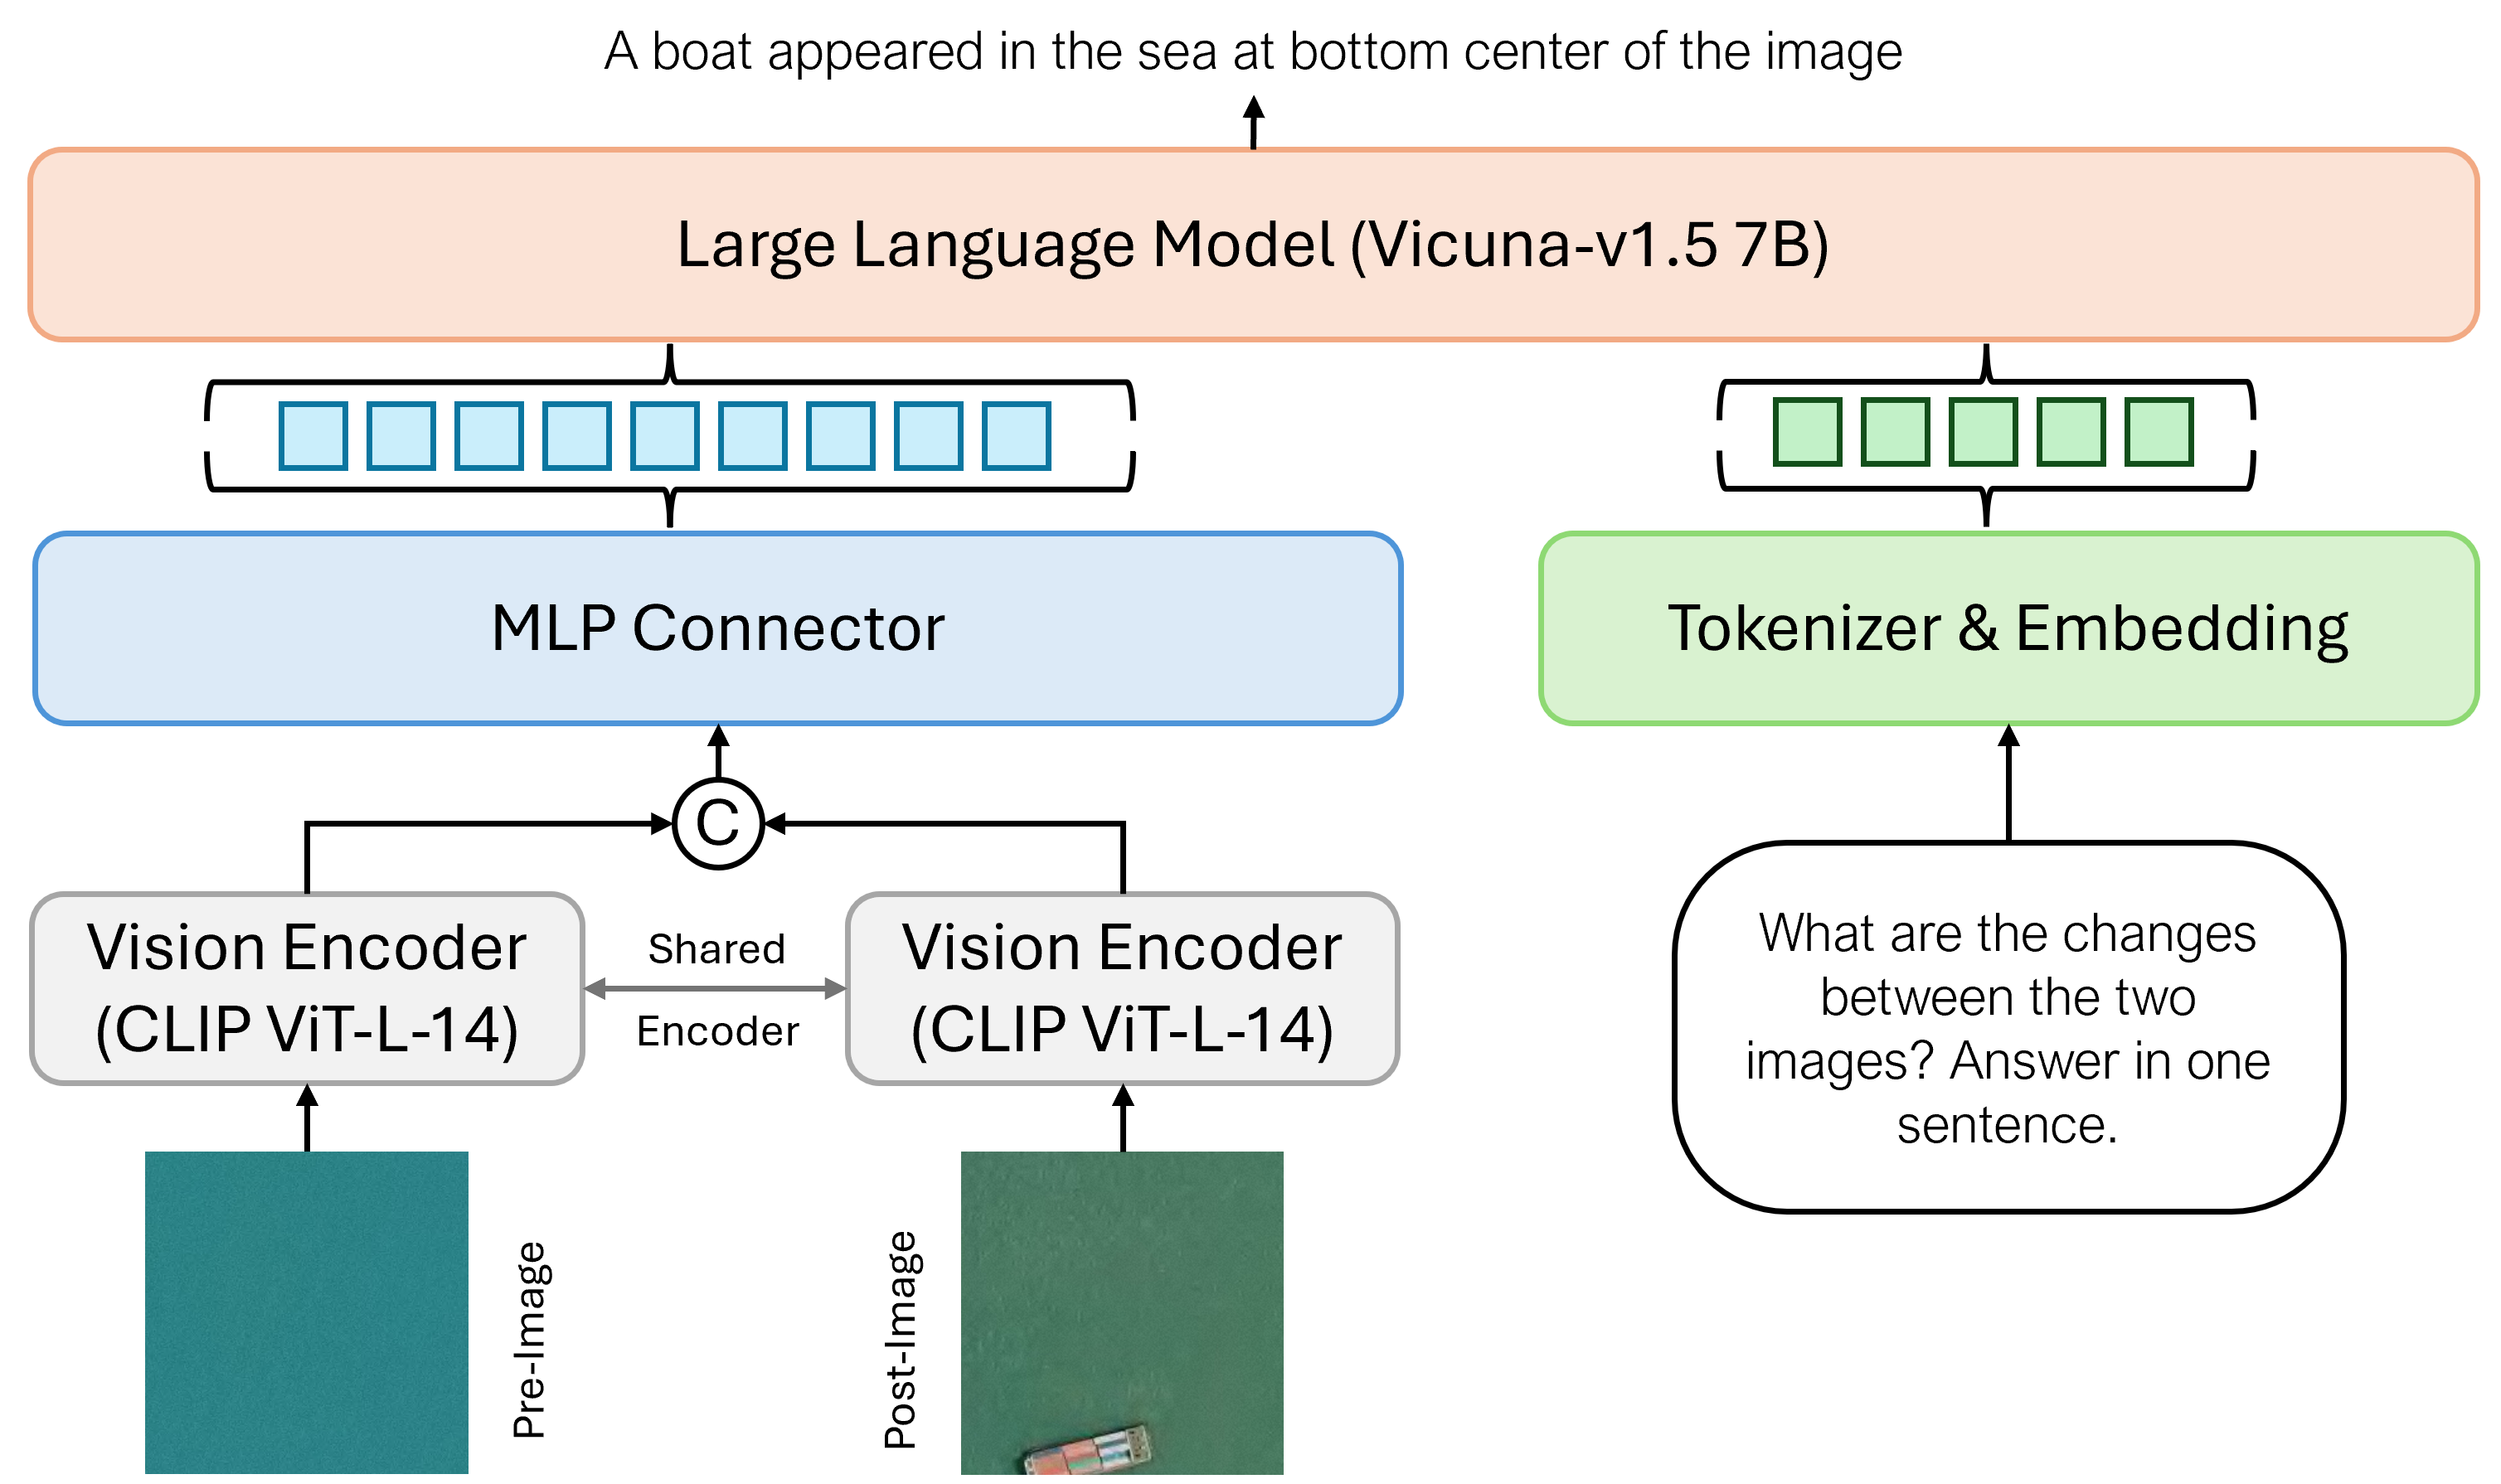 A boat appeared in the sea at bottom center of the image
Large Language Model (Vicuna-v1.5 7B)
MLP Connector
Tokenizer & Embedding
C
Vision Encoder
(CLIP ViT-L-14)
Shared
Encoder
Vision Encoder
(CLIP ViT-L-14)
What are the changes
between the two
images? Answer in one
sentence.
Pre-Image
Post-Image